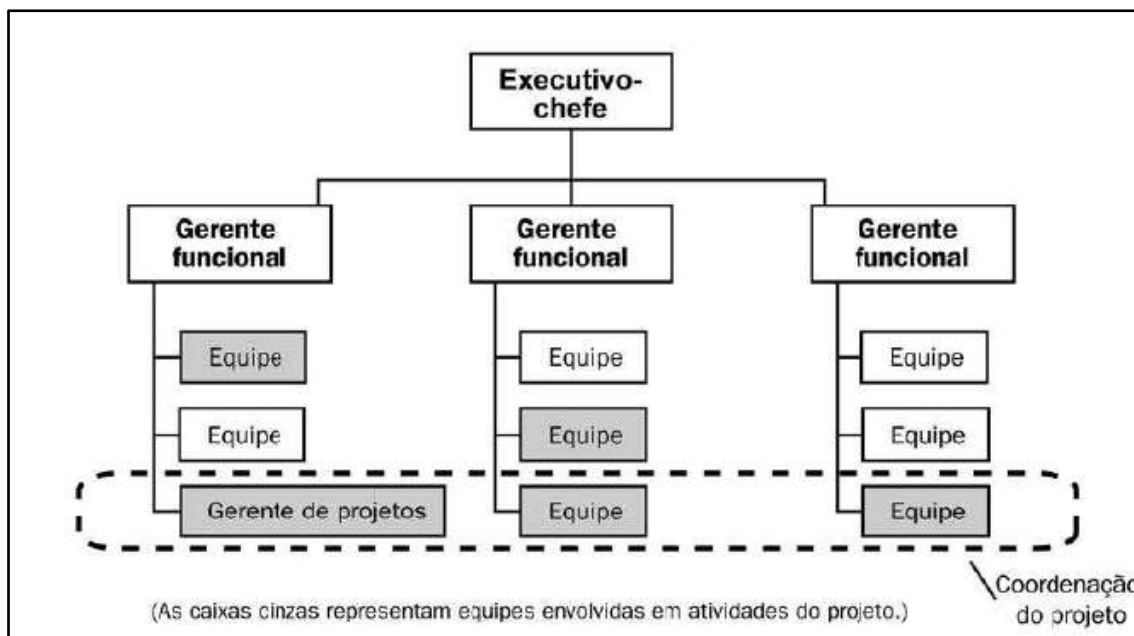 Executivo-
chefe
Gerente
funcional
Gerente
funcional
Gerente
funcional
Equipe
Equipe
Equipe
Equipe
Equipe
Equipe
Gerente de projetos
Equipe
Equipe
Coordenação
do projeto
(As caixas cinzas representam equipes envolvidas em atividades do projeto.)